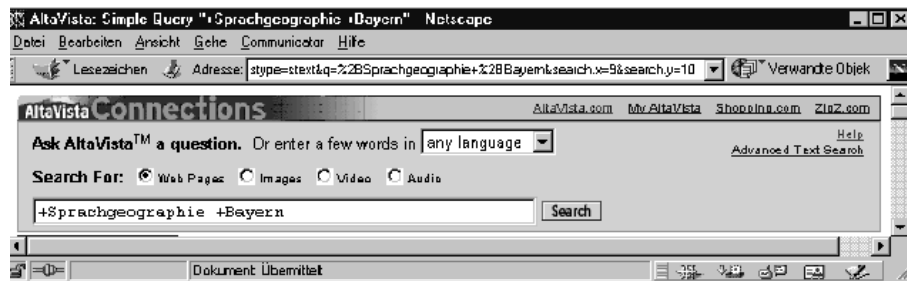 AltaVista: Simple Query "+Sprachgeographie +Bayern" - Netscape
Datei Bearbeiten Ansicht Gehe Communicator Hilfe
Lesezeichen Adresse: stype=stext&q=%2BSprachgeographie+%2BBayern&search.x=9&search.y=10 Verwandte Objek
AltaVista Connections AltaVista.com My AltaVista Shopping.com Zip2.com
Ask AltaVista™ a question. Or enter a few words in any language Help
Advanced Text Search
Search For: Web Pages Images Video Audio
+Sprachgeographie +Bayern Search
Dokument: Übermittelt